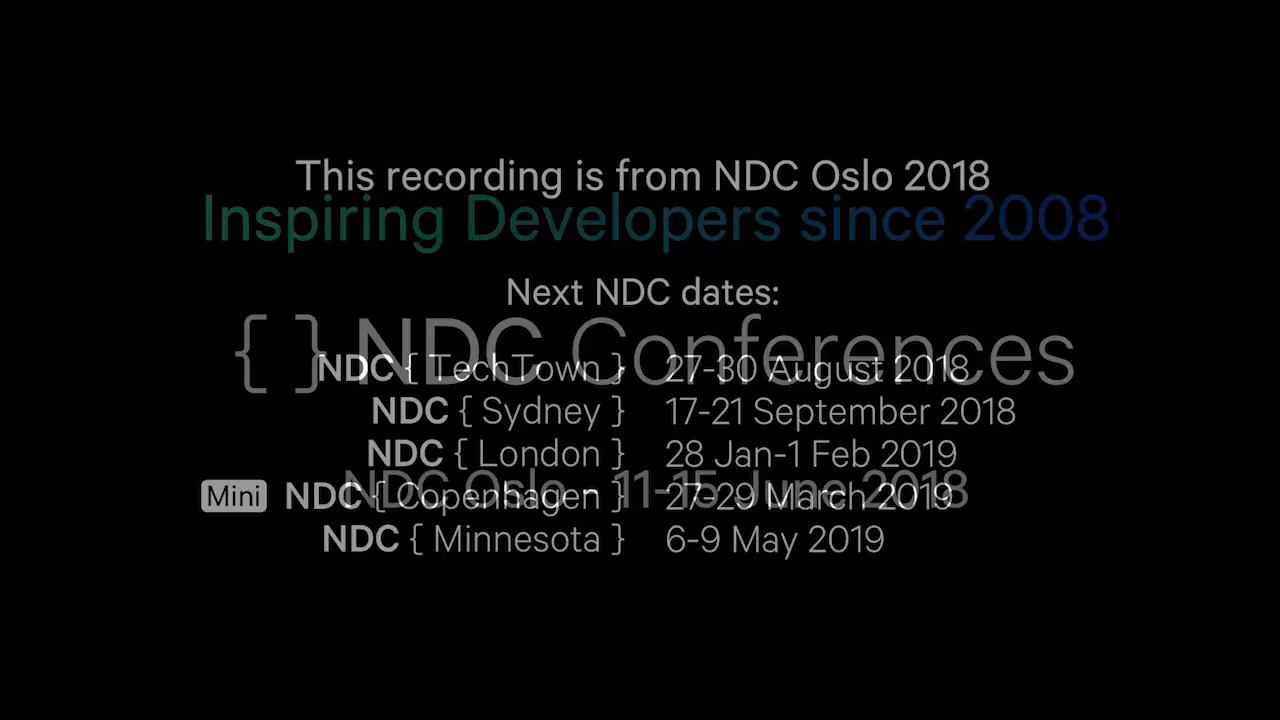 This recording is from NDC Oslo 2018
Inspiring Developers since 2008
Next NDC dates:
{ } NDC Conferences
NDC { TechTown } 27-30 August 2018
NDC { Sydney } 17-21 September 2018
NDC { London } 28 Jan-1 Feb 2019
NDC Oslo - 11-15 June 2018
Mini NDC { Copenhagen } 27-29 March 2019
NDC { Minnesota } 6-9 May 2019